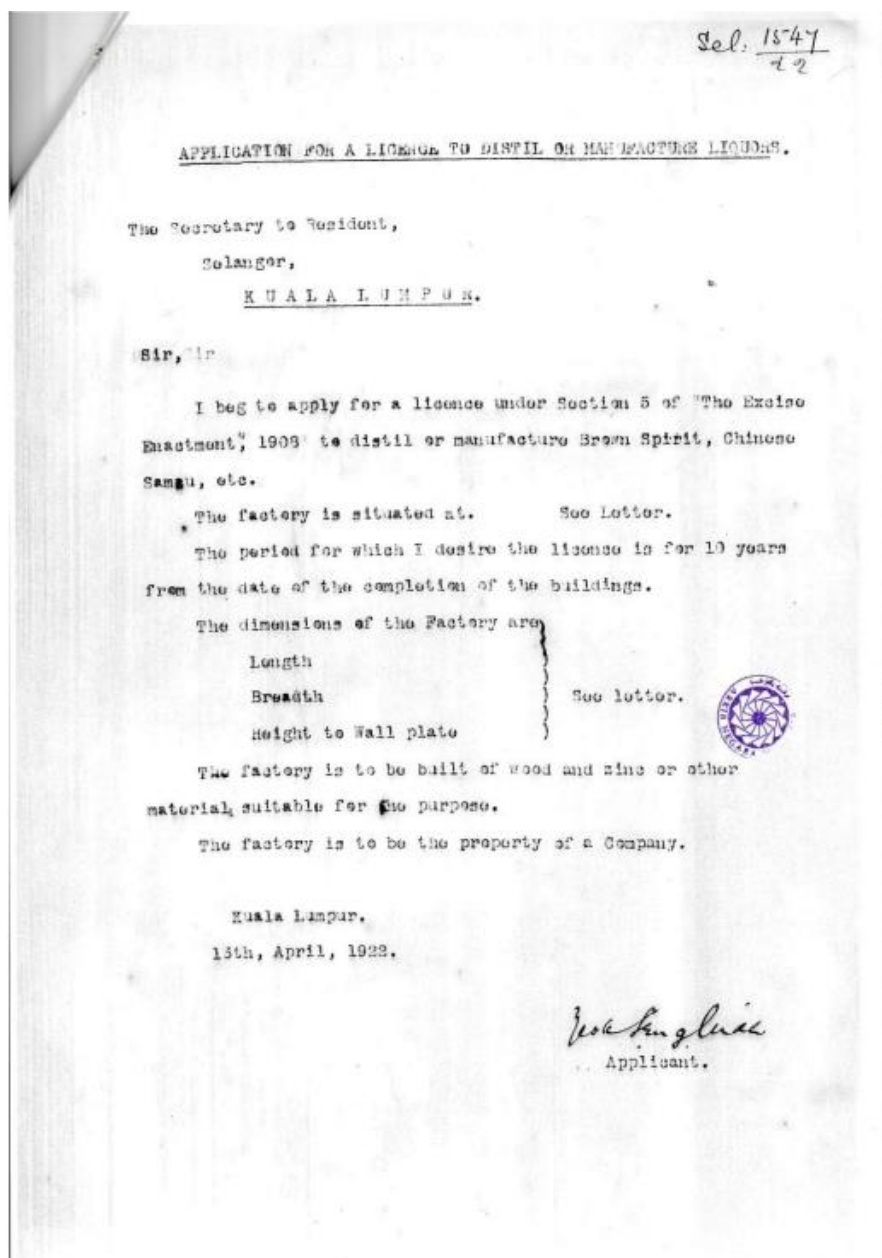 Sel. 1547
22
APPLICATION FOR A LICENCE TO DISTIL OR MANUFACTURE LIQUORS.
The Secretary to Resident,
Selangor,
KUALA LUMPUR.
Sir,
I beg to apply for a licence under Section 5 of "The Excise
Enactment", 1908 to distil or manufacture Brown Spirit, Chinese
Samsu, etc.
The factory is situated at. See Letter.
The period for which I desire the licence is for 10 years
from the date of the completion of the buildings.
The dimensions of the Factory are
Length
Breadth See letter.
Height to Wall plate
The factory is to be built of wood and zinc or other
material, suitable for the purpose.
The factory is to be the property of a Company.
Kuala Lumpur.
13th, April, 1922.
Applicant.
ARKIB NEGARA